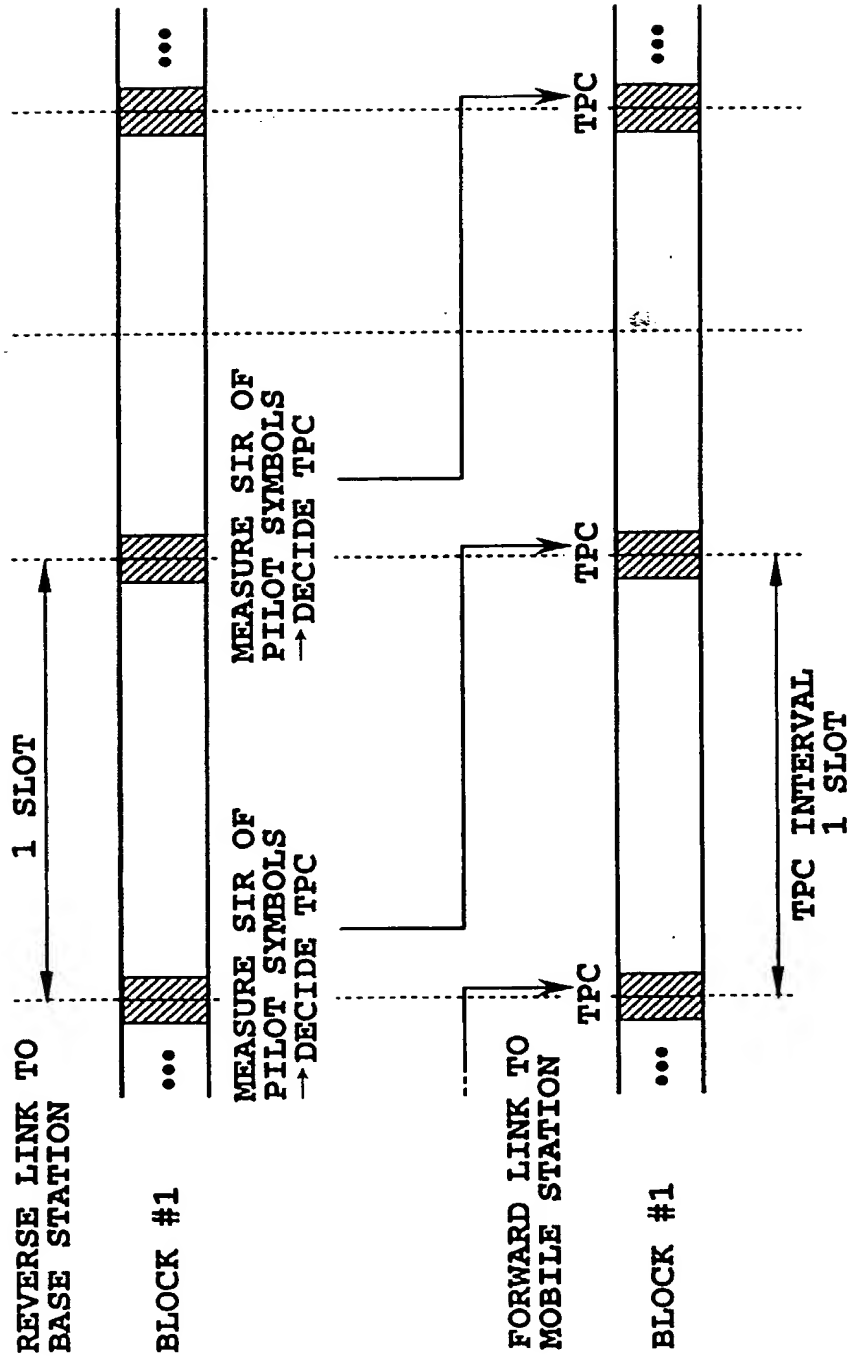 REVERSE LINK TO
BASE STATION
1 SLOT
BLOCK #1
•••
•••
MEASURE SIR OF
PILOT SYMBOLS
→DECIDE TPC
MEASURE SIR OF
PILOT SYMBOLS
→DECIDE TPC
FORWARD LINK TO
MOBILE STATION
TPC
TPC
TPC
BLOCK #1
•••
•••
TPC INTERVAL
1 SLOT